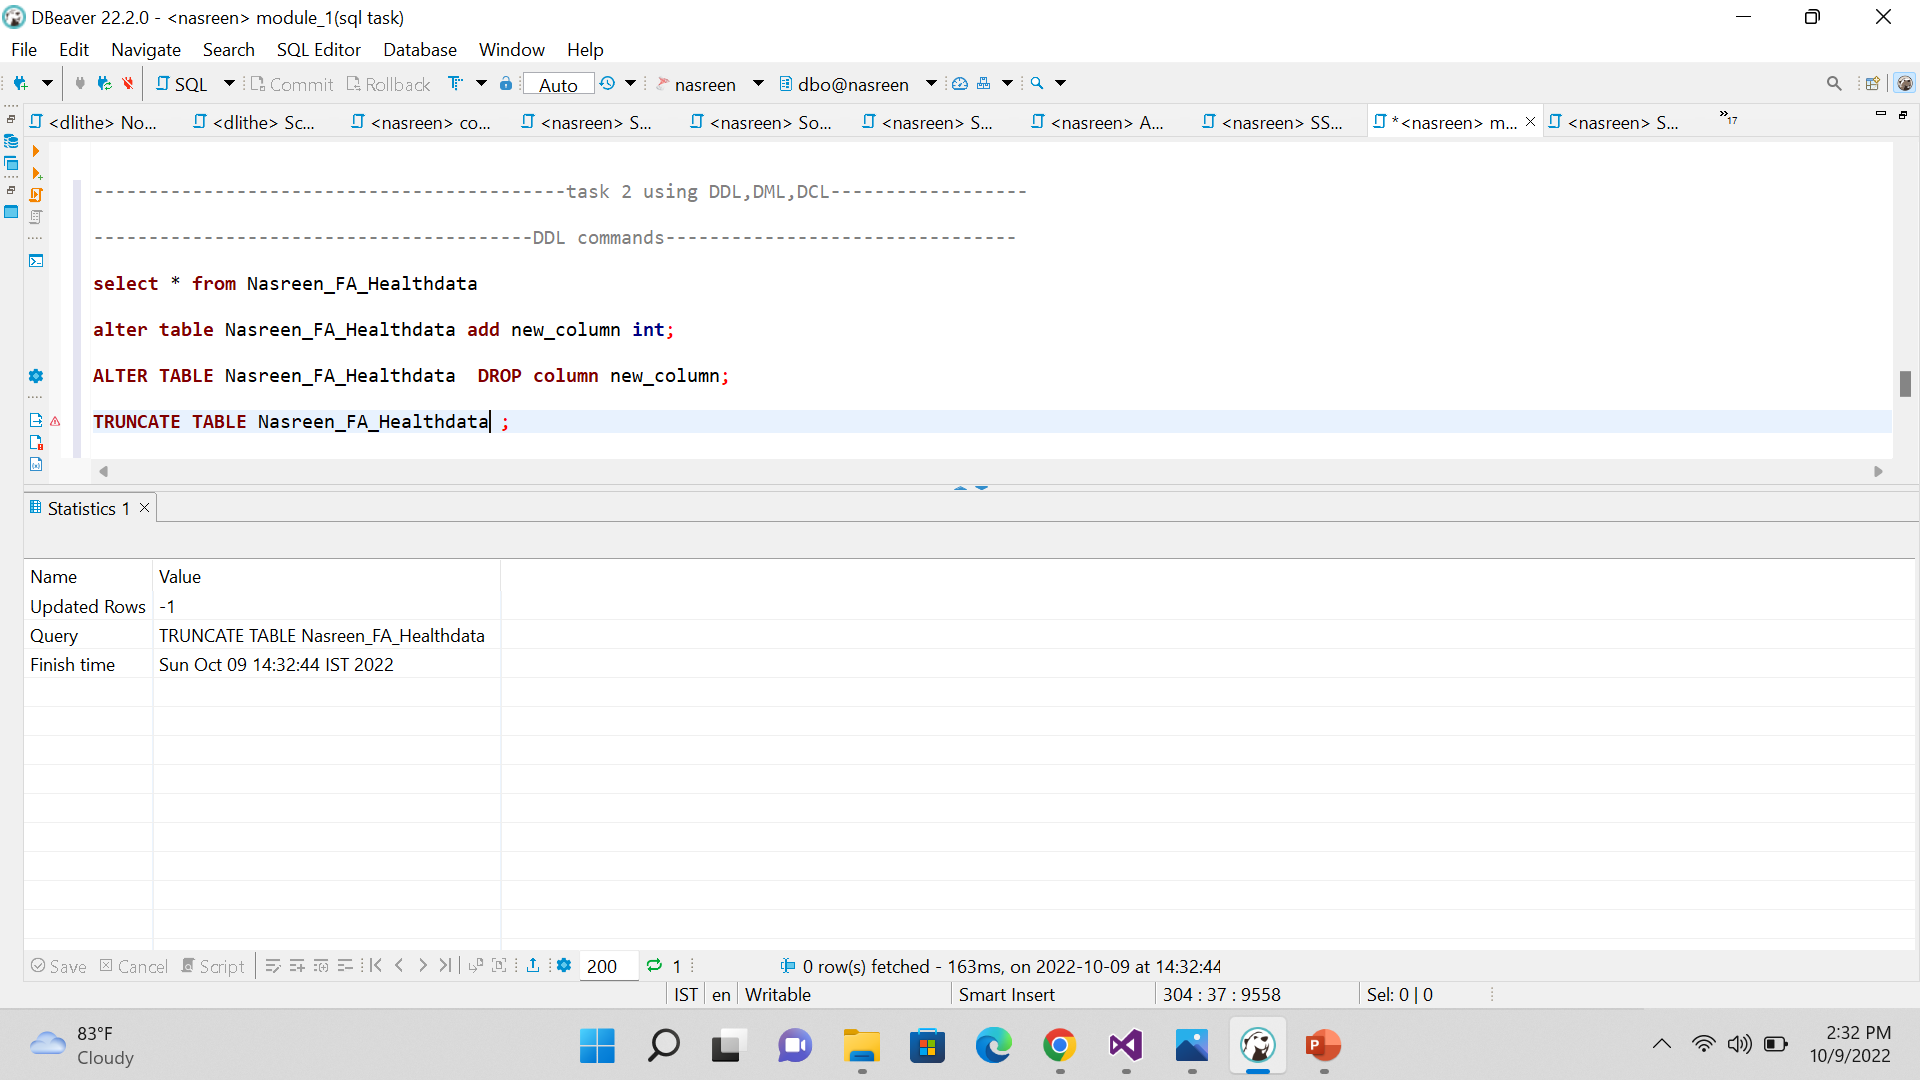 DBeaver 22.2.0 - <nasreen> module_1(sql task)
File Edit Navigate Search SQL Editor Database Window Help
SQL Commit Rollback Auto nasreen dbo@nasreen
<dlithe> No... <dlithe> Sc... <nasreen> co... <nasreen> S... <nasreen> So... <nasreen> S... <nasreen> A... <nasreen> SS... *<nasreen> m... <nasreen> S... »17
-------------------------------------------task 2 using DDL,DML,DCL------------------
----------------------------------------DDL commands--------------------------------
select * from Nasreen_FA_Healthdata
alter table Nasreen_FA_Healthdata add new_column int;
ALTER TABLE Nasreen_FA_Healthdata  DROP column new_column;
TRUNCATE TABLE Nasreen_FA_Healthdata ;
Statistics 1
Name Value
Updated Rows -1
Query TRUNCATE TABLE Nasreen_FA_Healthdata
Finish time Sun Oct 09 14:32:44 IST 2022
Save Cancel Script 200 1 0 row(s) fetched - 163ms, on 2022-10-09 at 14:32:44
IST en Writable Smart Insert 304 : 37 : 9558 Sel: 0 | 0
83°F
Cloudy
2:32 PM
10/9/2022